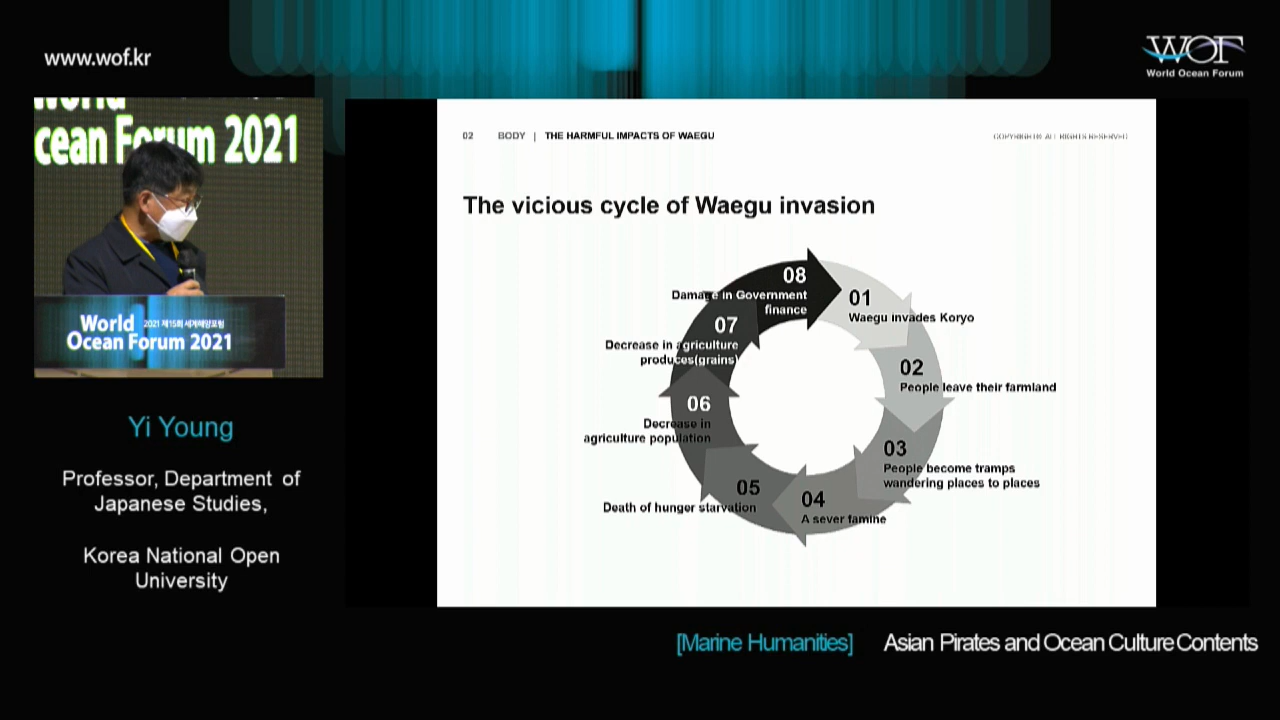 www.wof.kr
WOF
World Ocean Forum
World
cean Forum 2021
World 2021 제15회 세계해양포럼
Ocean Forum 2021
Yi Young
Professor, Department of
Japanese Studies,
Korea National Open
University
02 BODY | THE HARMFUL IMPACTS OF WAEGU
COPYRIGHT(C) ALL RIGHTS RESERVED
The vicious cycle of Waegu invasion
01
Waegu invades Koryo
02
People leave their farmland
03
People become tramps
wandering places to places
04
A sever famine
05
Death of hunger starvation
06
Decrease in
agriculture population
07
Decrease in agriculture
produces(grains)
08
Damage in Government
finance
[Marine Humanities] Asian Pirates and Ocean Culture Contents